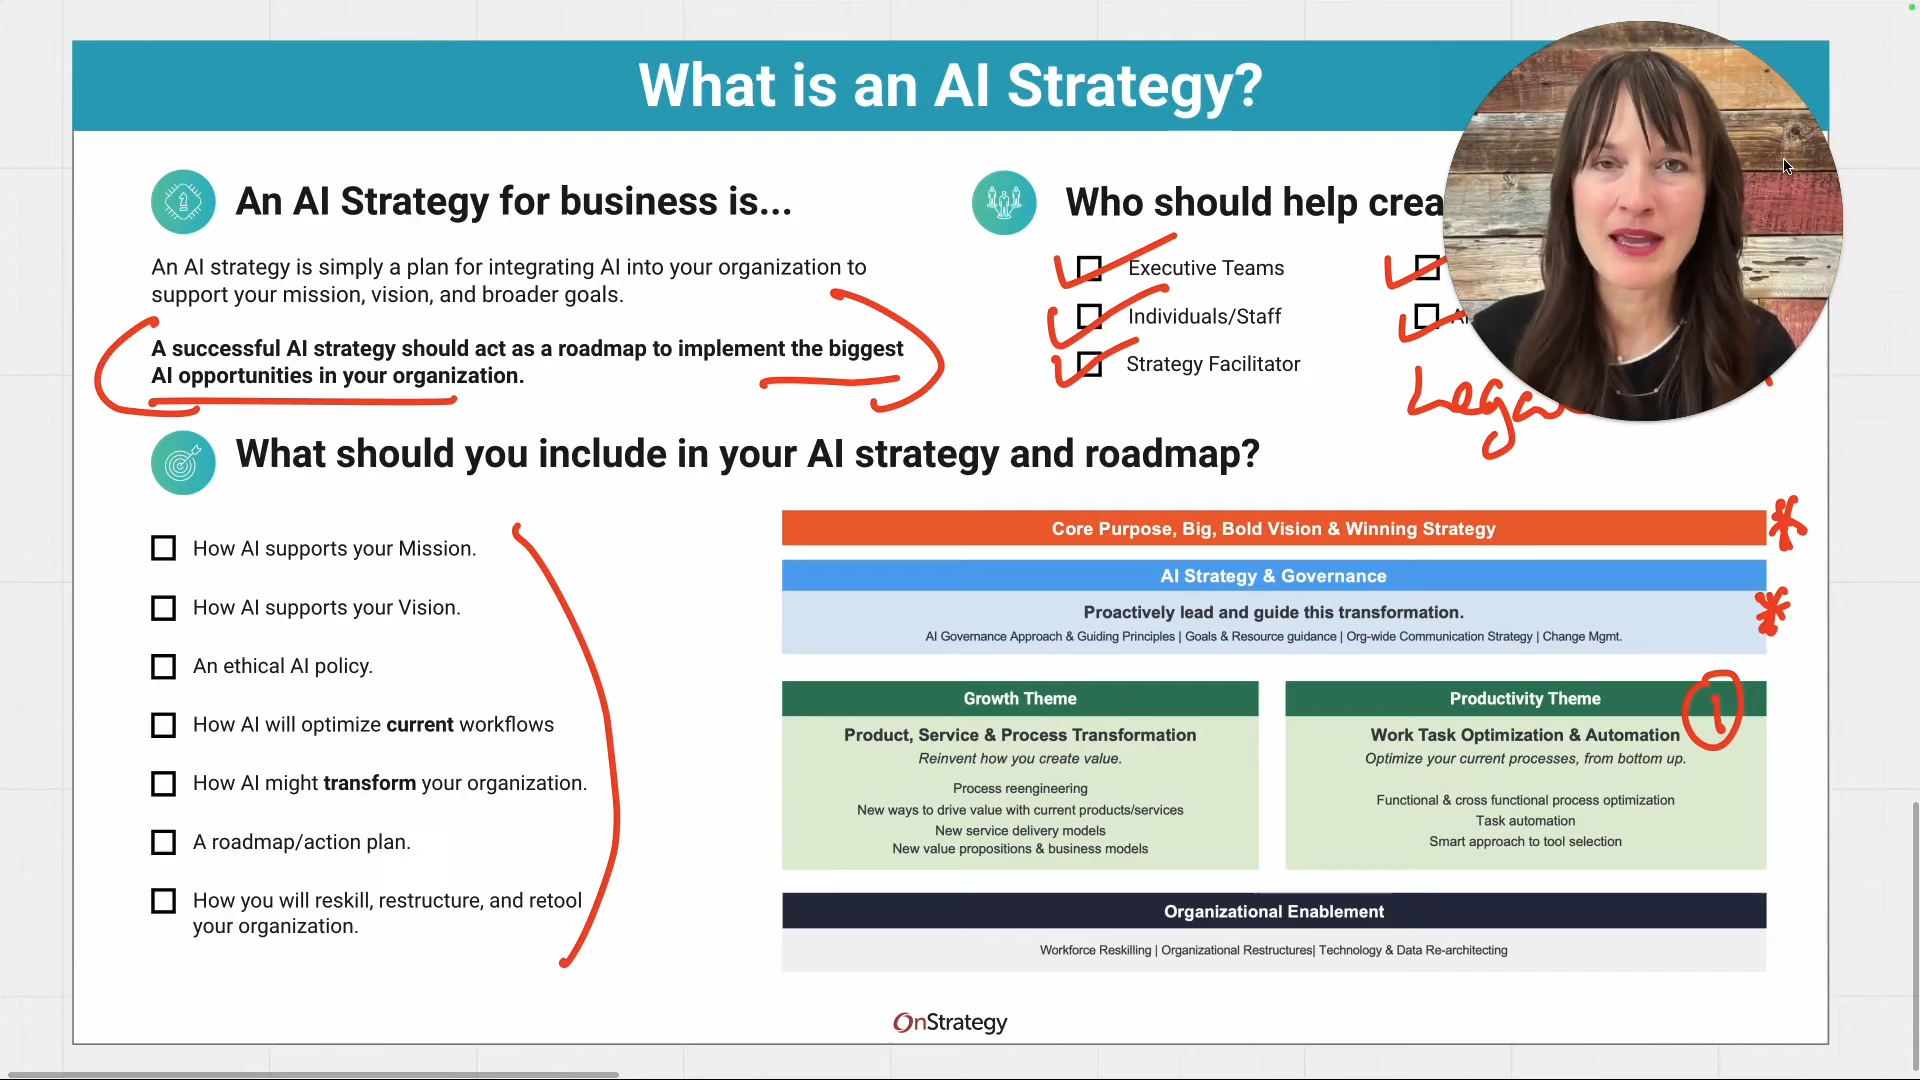 What is an AI Strategy?
An AI Strategy for business is...
An AI strategy is simply a plan for integrating AI into your organization to
support your mission, vision, and broader goals.
A successful AI strategy should act as a roadmap to implement the biggest
AI opportunities in your organization.
Who should help
Executive Teams
Individuals/Staff
Strategy Facilitator
What should you include in your AI strategy and roadmap?
How AI supports your Mission.
How AI supports your Vision.
An ethical AI policy.
How AI will optimize current workflows
How AI might transform your organization.
A roadmap/action plan.
How you will reskill, restructure, and retool
your organization.
Core Purpose, Big, Bold Vision & Winning Strategy
AI Strategy & Governance
Proactively lead and guide this transformation.
AI Governance Approach & Guiding Principles | Goals & Resource guidance | Org-wide Communication Strategy | Change Mgmt.
Growth Theme
Product, Service & Process Transformation
Reinvent how you create value.
Process reengineering
New ways to drive value with current products/services
New service delivery models
New value propositions & business models
Productivity Theme
1
Work Task Optimization & Automation
Optimize your current processes, from bottom up.
Functional & cross functional process optimization
Task automation
Smart approach to tool selection
Organizational Enablement
Workforce Reskilling | Organizational Restructures| Technology & Data Re-architecting
OnStrategy